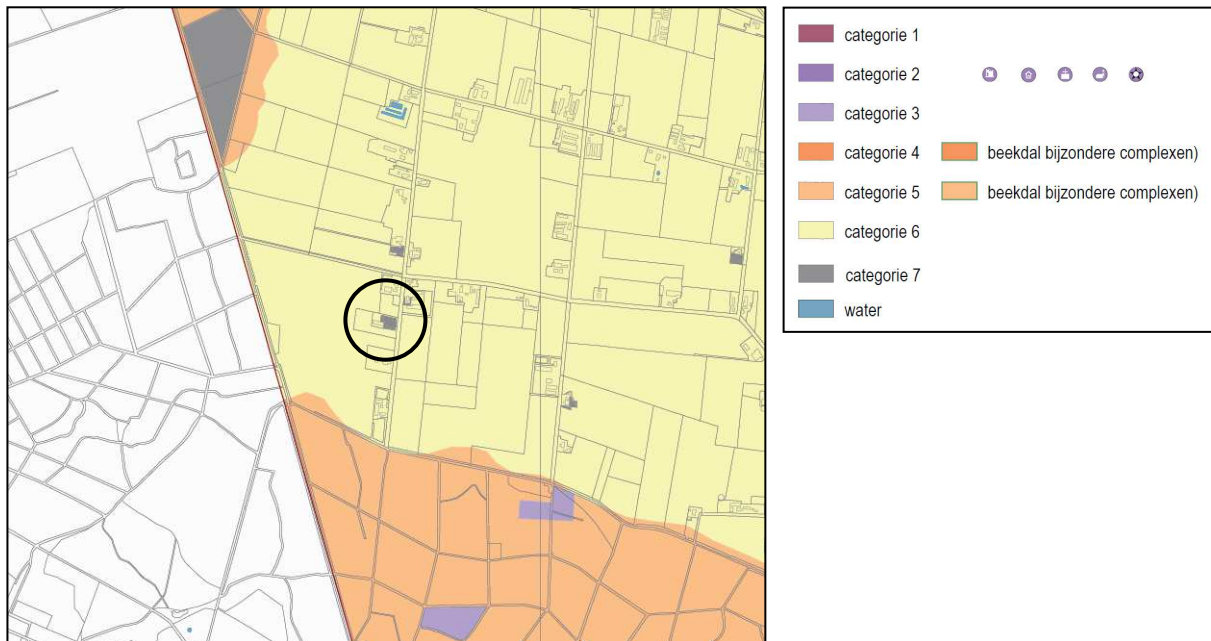 categorie 1
categorie 2
categorie 3
categorie 4
beekdal bijzondere complexen)
categorie 5
beekdal bijzondere complexen)
categorie 6
categorie 7
water